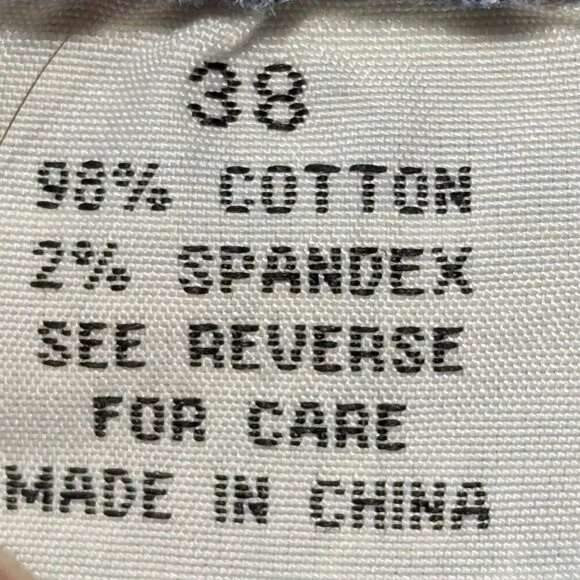 38
98% COTTON
2% SPANDEX
SEE REVERSE
FOR CARE
MADE IN CHINA